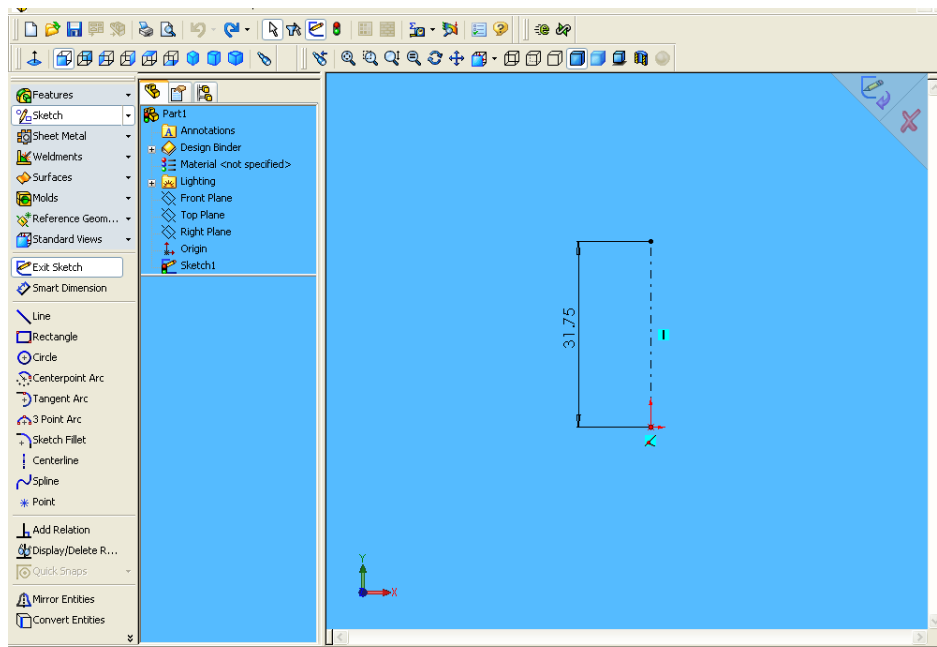 Features
Sketch
Sheet Metal
Weldments
Surfaces
Molds
Reference Geom...
Standard Views
Exit Sketch
Smart Dimension
Line
Rectangle
Circle
Centerpoint Arc
Tangent Arc
3 Point Arc
Sketch Fillet
Centerline
Spline
Point
Add Relation
Display/Delete R...
Quick Snaps
Mirror Entities
Convert Entities
Part1
A Annotations
Design Binder
Material <not specified>
Lighting
Front Plane
Top Plane
Right Plane
Origin
Sketch1
31.75
Y
X